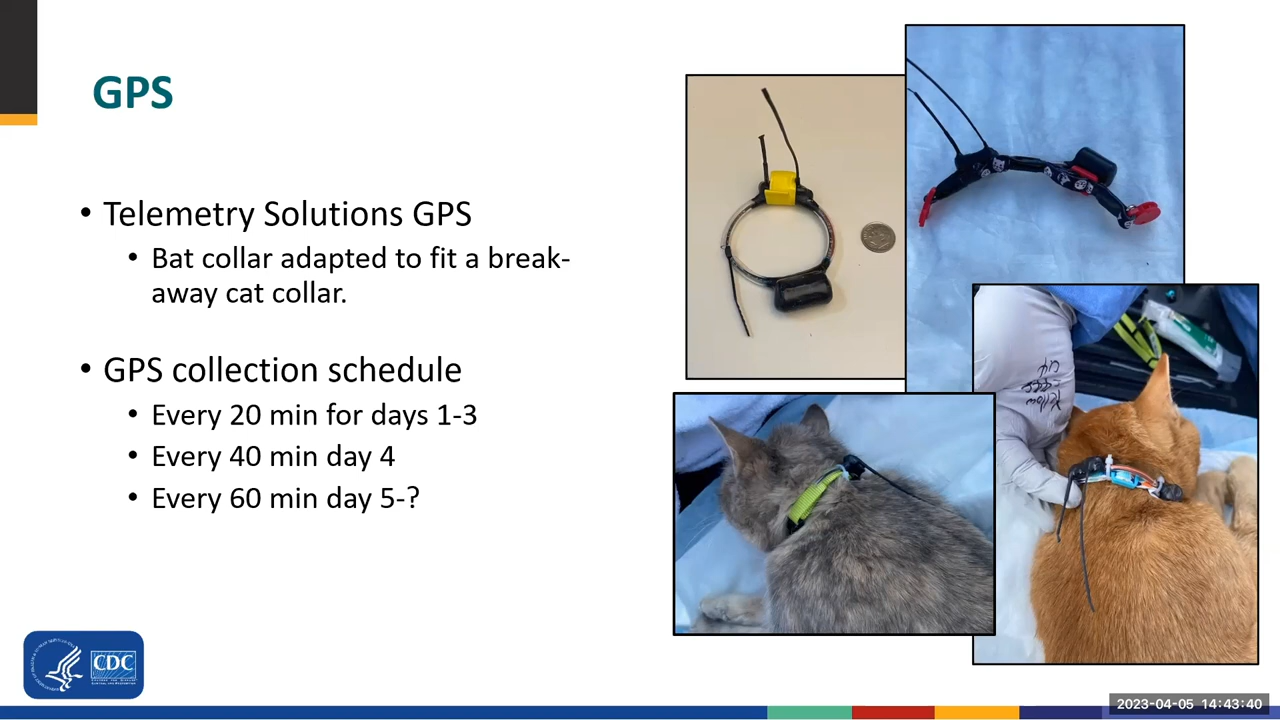 GPS
• Telemetry Solutions GPS
• Bat collar adapted to fit a break-
away cat collar.
• GPS collection schedule
• Every 20 min for days 1-3
• Every 40 min day 4
• Every 60 min day 5-?
Yellow
CDC
2023-04-05 14:43:40